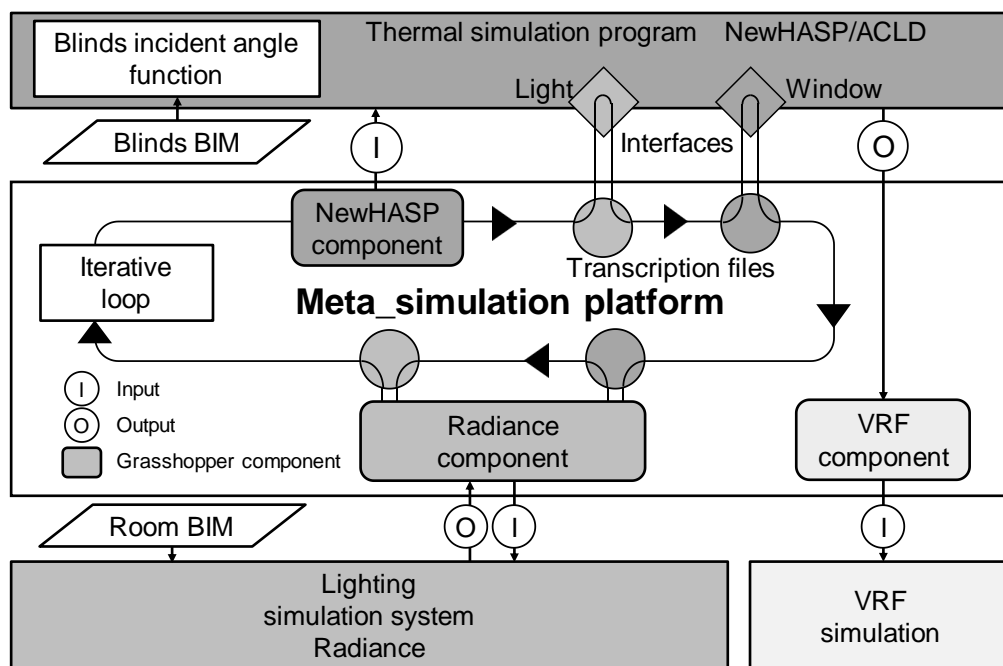 Blinds incident angle
function
Thermal simulation program NewHASP/ACLD
Light
Window
Blinds BIM
I
Interfaces
O
NewHASP
component
Iterative
loop
Transcription files
Meta_simulation platform
I Input
O Output
Grasshopper component
Radiance
component
VRF
component
Room BIM
O
I
I
Lighting
simulation system
Radiance
VRF
simulation